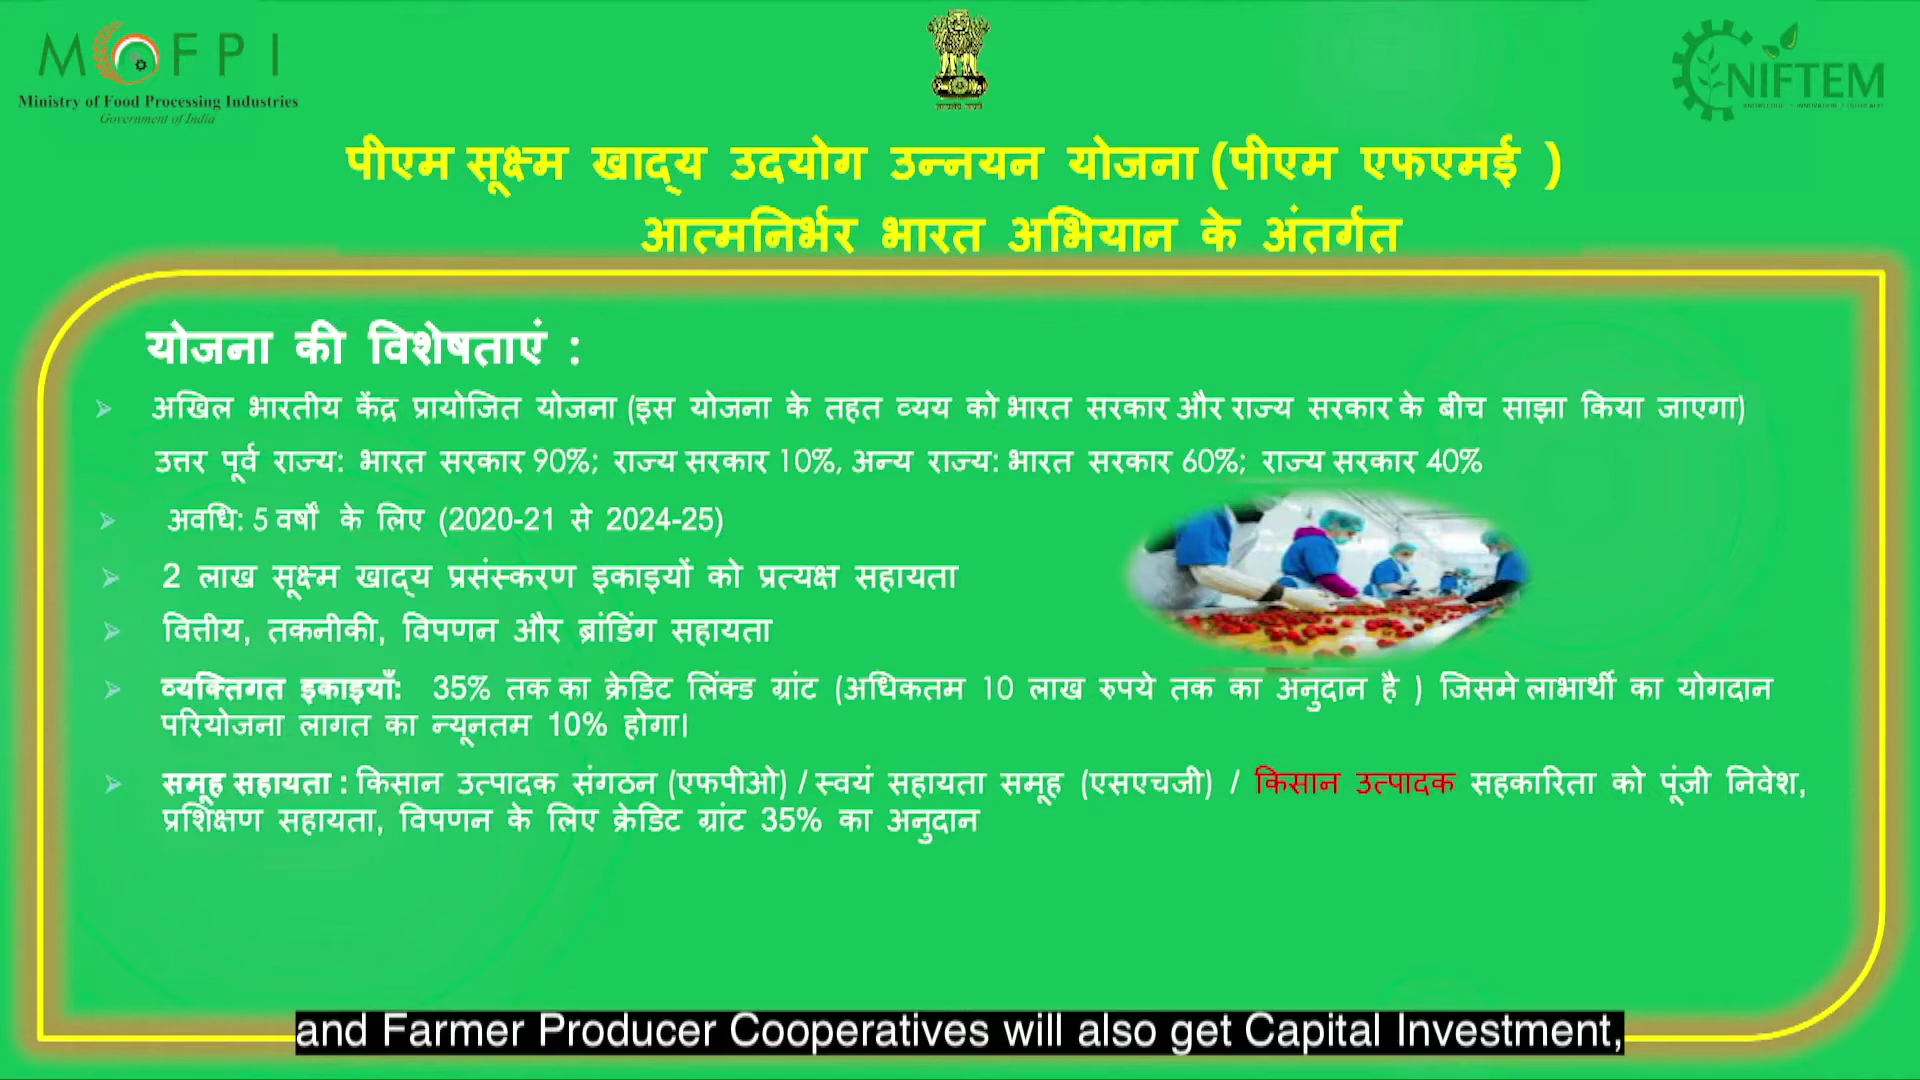 MOFPI
Ministry of Food Processing Industries
Government of India
NIFTEM
पीएम सूक्ष्म खाद्य उदयोग उन्नयन योजना (पीएम एफएमई )
आत्मनिर्भर भारत अभियान के अंतर्गत
योजना की विशेषताएं :
अखिल भारतीय केंद्र प्रायोजित योजना (इस योजना के तहत व्यय को भारत सरकार और राज्य सरकार के बीच साझा किया जाएगा)
उत्तर पूर्व राज्य: भारत सरकार 90%; राज्य सरकार 10%, अन्य राज्य: भारत सरकार 60%; राज्य सरकार 40%
अवधि: 5 वर्षों के लिए (2020-21 से 2024-25)
2 लाख सूक्ष्म खाद्य प्रसंस्करण इकाइयों को प्रत्यक्ष सहायता
वित्तीय, तकनीकी, विपणन और ब्रांडिंग सहायता
व्यक्तिगत इकाइयाँ: 35% तक का क्रेडिट लिंक्ड ग्रांट (अधिकतम 10 लाख रुपये तक का अनुदान है ) जिसमे लाभार्थी का योगदान
परियोजना लागत का न्यूनतम 10% होगा।
समूह सहायता : किसान उत्पादक संगठन (एफपीओ) / स्वयं सहायता समूह (एसएचजी) / किसान उत्पादक सहकारिता को पूंजी निवेश,
प्रशिक्षण सहायता, विपणन के लिए क्रेडिट ग्रांट 35% का अनुदान
and Farmer Producer Cooperatives will also get Capital Investment,